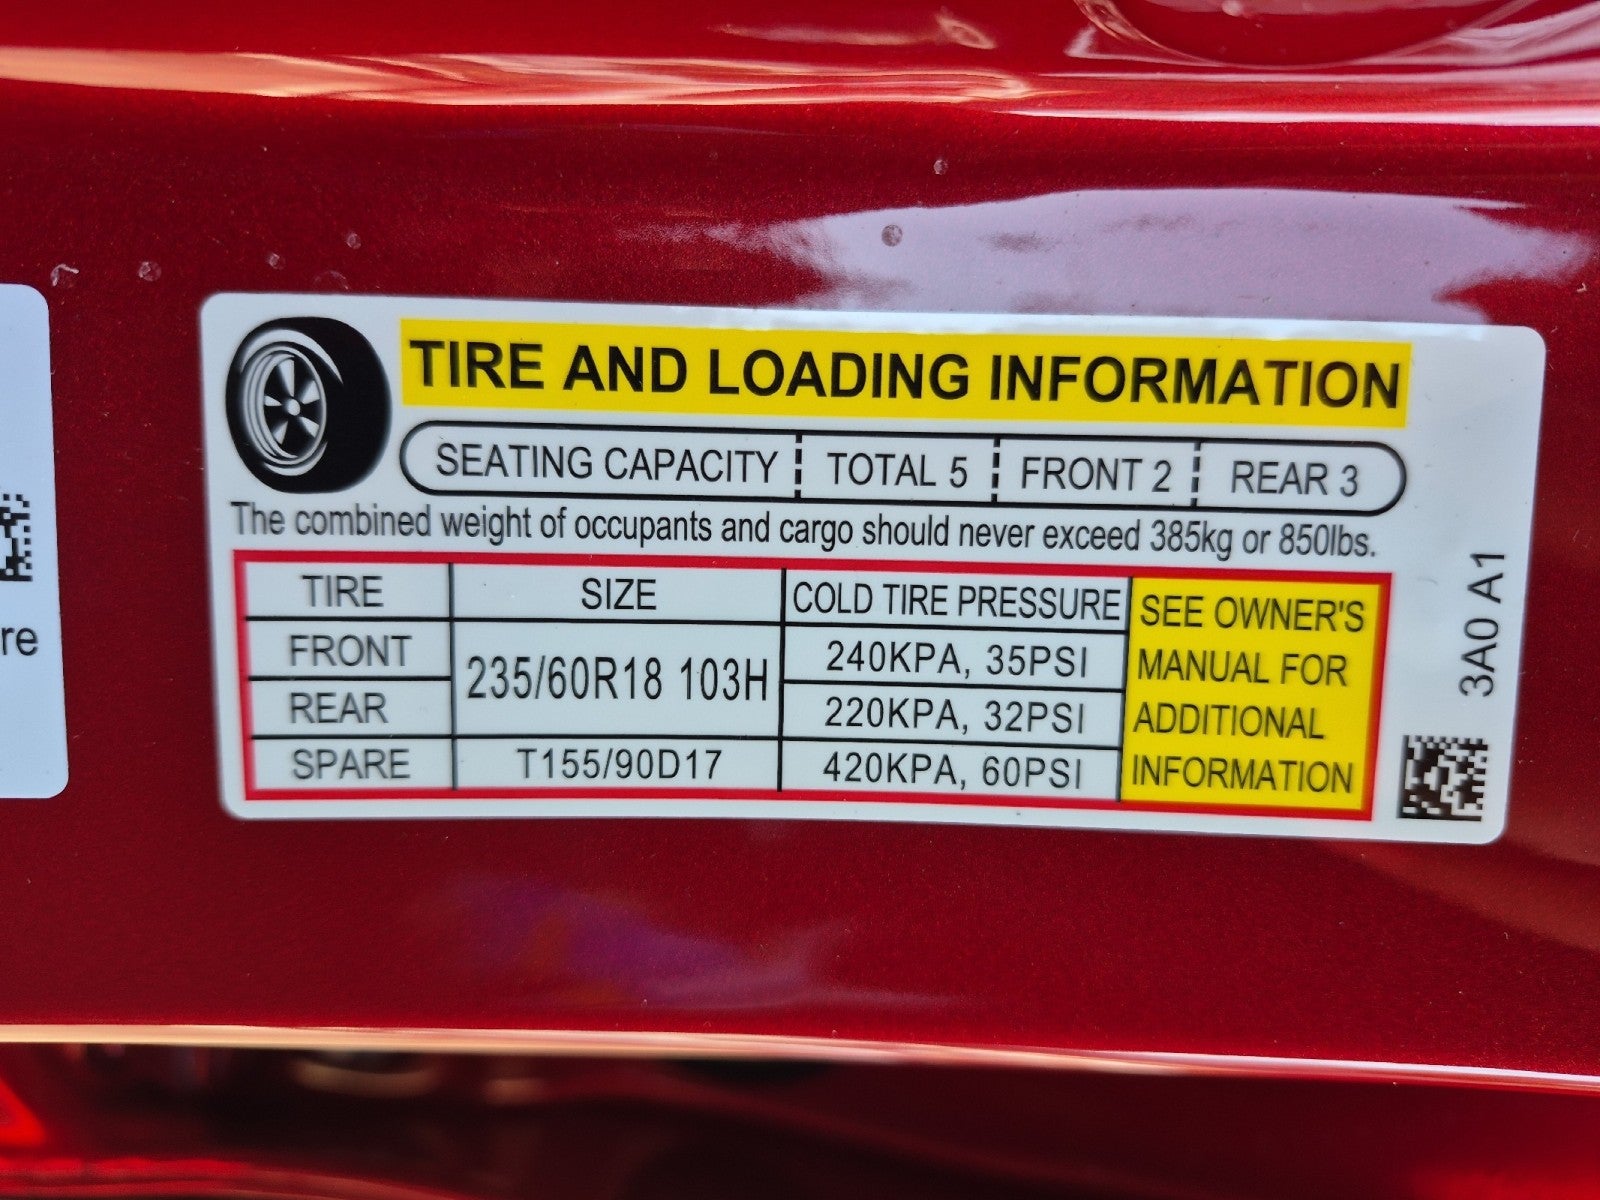 TIRE AND LOADING INFORMATION
SEATING CAPACITY TOTAL 5 FRONT 2 REAR 3
The combined weight of occupants and cargo should never exceed 385kg or 850lbs.
TIRE SIZE COLD TIRE PRESSURE
FRONT 235/60R18 103H 240KPA, 35PSI
REAR 220KPA, 32PSI
SPARE T155/90D17 420KPA, 60PSI
SEE OWNER'S
MANUAL FOR
ADDITIONAL
INFORMATION
3A0 A1
re